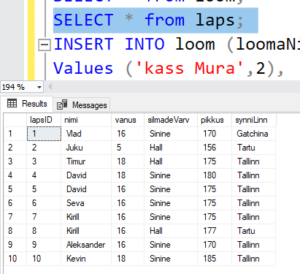 SELECT * from laps;
INSERT INTO loom (loomaNi
Values ('kass Mura',2),
194 %
Results Messages
lapsID nimi vanus silmadeVarv pikkus synniLinn
1 1 Vlad 16 Sinine 170 Gatchina
2 2 Juku 5 Hall 156 Tartu
3 3 Timur 18 Hall 175 Tallinn
4 4 David 18 Sinine 180 Tallinn
5 5 David 16 Sinine 175 Tallinn
6 6 Seva 16 Sinine 175 Tallinn
7 7 Kirill 16 Sinine 175 Tallinn
8 8 Kirill 16 Hall 177 Tartu
9 9 Aleksander 16 Sinine 170 Tallinn
10 10 Kevin 18 Sinine 185 Tallinn